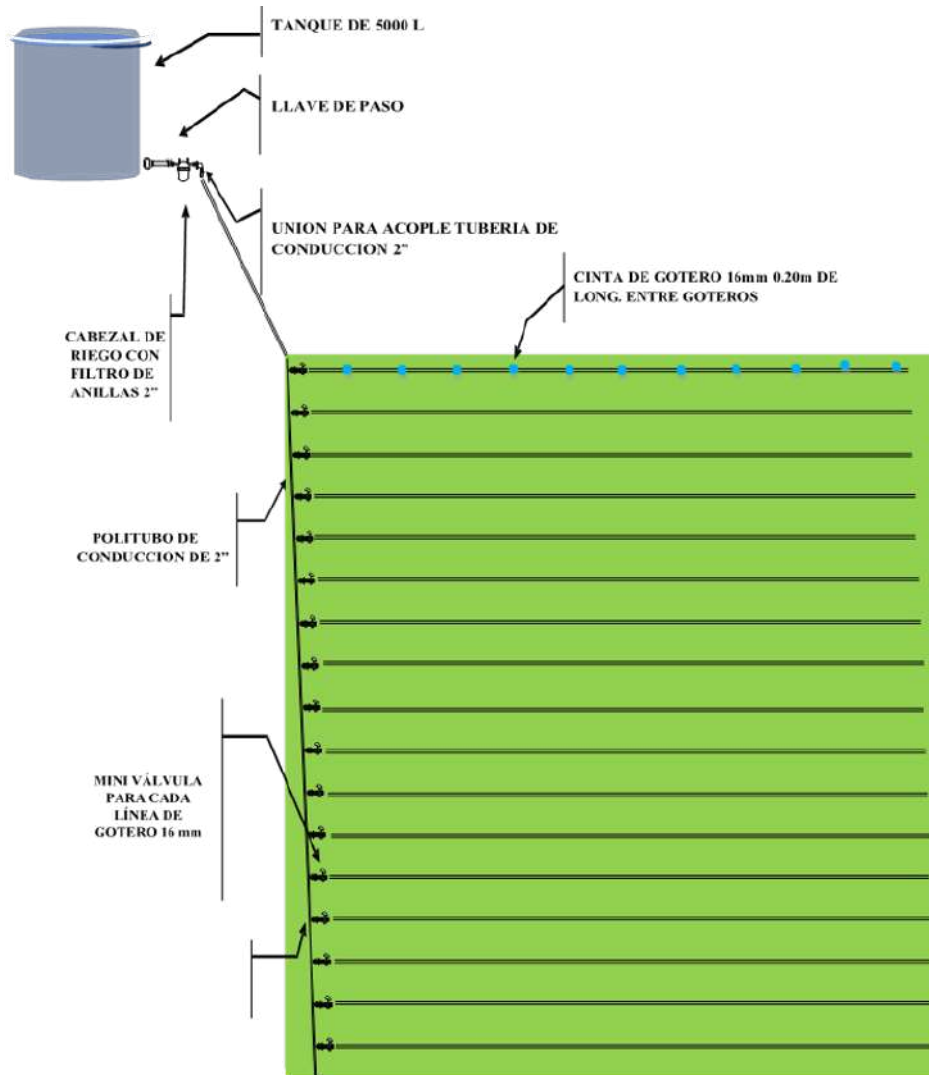 TANQUE DE 5000 L
LLAVE DE PASO
UNION PARA ACOPLE TUBERIA DE
CONDUCCION 2”
CINTA DE GOTERO 16mm 0.20m DE
LONG. ENTRE GOTEROS
CABEZAL DE
RIEGO CON
FILTRO DE
ANILLAS 2”
POLITUBO DE
CONDUCCION DE 2”
MINI VÁLVULA
PARA CADA
LÍNEA DE
GOTERO 16 mm